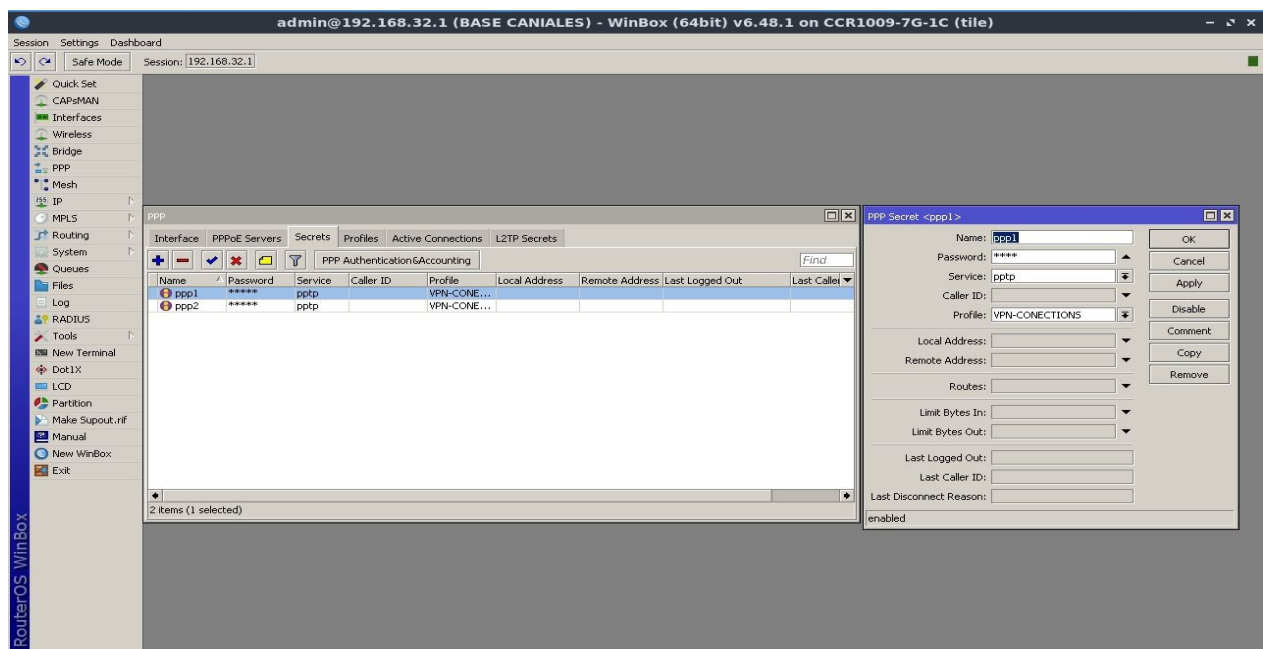 admin@192.168.32.1 (BASE CANIALES) - WinBox (64bit) v6.48.1 on CCR1009-7G-1C (tile)
Session Settings Dashboard
Safe Mode Session: 192.168.32.1
Quick Set
CAPsMAN
Interfaces
Wireless
Bridge
PPP
Mesh
IP
MPLS
Routing
System
Queues
Files
Log
RADIUS
Tools
New Terminal
Dot1X
LCD
Partition
Make Supout.rif
Manual
New WinBox
Exit
RouterOS WinBox
PPP
Interface PPPoE Servers Secrets Profiles Active Connections L2TP Secrets
PPP Authentication&Accounting Find
Name Password Service Caller ID Profile Local Address Remote Address Last Logged Out Last Caller
ppp1 ***** pptp VPN-CONE...
ppp2 ***** pptp VPN-CONE...
2 items (1 selected)
PPP Secret <ppp1>
Name: ppp1
Password: ****
Service: pptp
Caller ID:
Profile: VPN-CONECTIONS
Local Address:
Remote Address:
Routes:
Limit Bytes In:
Limit Bytes Out:
Last Logged Out:
Last Caller ID:
Last Disconnect Reason:
enabled
OK
Cancel
Apply
Disable
Comment
Copy
Remove